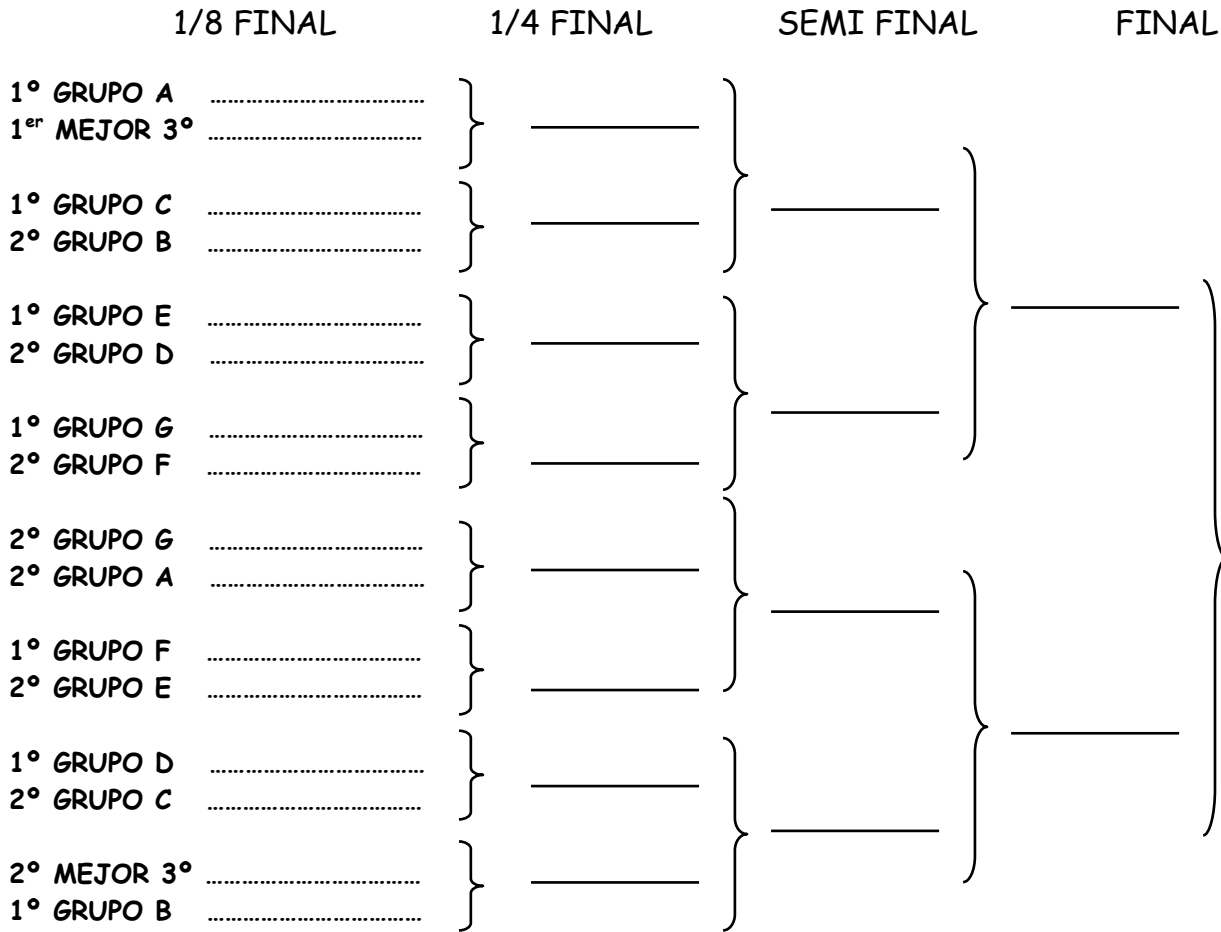 1/8 FINAL 1/4 FINAL SEMI FINAL FINAL
1º GRUPO A ....................................
1er MEJOR 3º ....................................
1º GRUPO C ....................................
2º GRUPO B ....................................
1º GRUPO E ....................................
2º GRUPO D ....................................
1º GRUPO G ....................................
2º GRUPO F ....................................
2º GRUPO G ....................................
2º GRUPO A ....................................
1º GRUPO F ....................................
2º GRUPO E ....................................
1º GRUPO D ....................................
2º GRUPO C ....................................
2º MEJOR 3º ....................................
1º GRUPO B ....................................